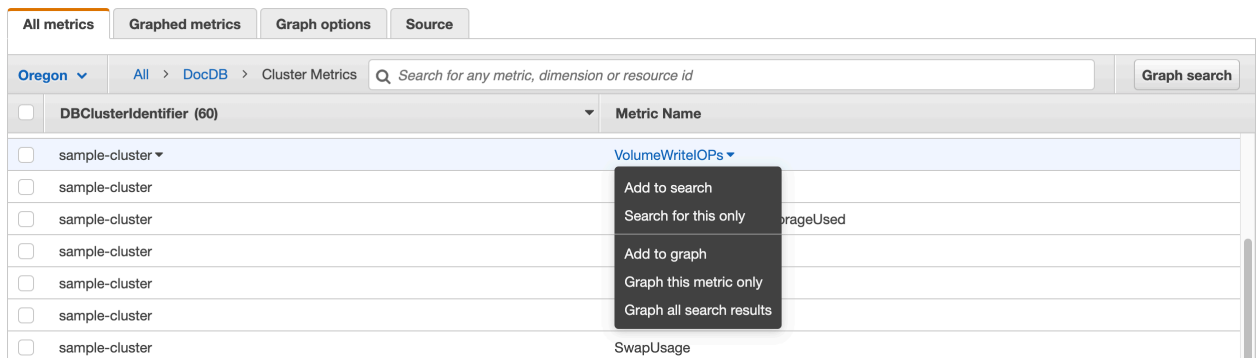 All metrics Graphed metrics Graph options Source
Oregon All > DocDB > Cluster Metrics Search for any metric, dimension or resource id Graph search
DBClusterIdentifier (60) Metric Name
sample-cluster VolumeWriteIOPs
sample-cluster Add to search
Search for this only
sample-cluster orageUsed
sample-cluster Add to graph
sample-cluster Graph this metric only
sample-cluster Graph all search results
sample-cluster SwapUsage